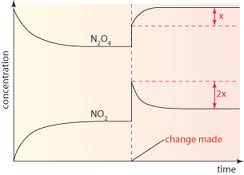 N₂O₄
x
concentration
2x
NO₂
change made
time